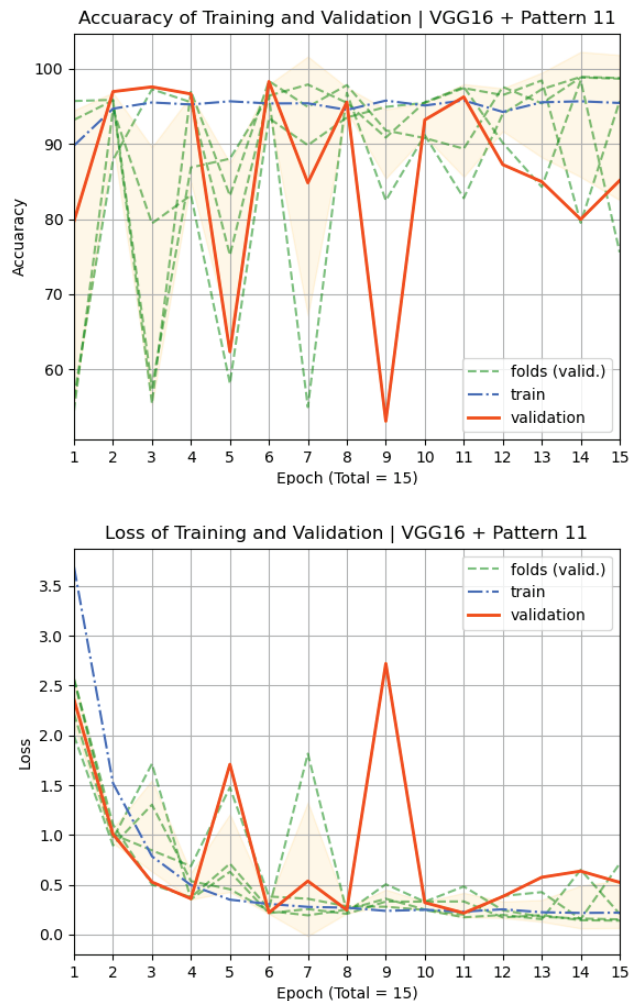 Accuaracy of Training and Validation | VGG16 + Pattern 11
100
90
80
70
60
Accuaracy
folds (valid.)
train
validation
1 2 3 4 5 6 7 8 9 10 11 12 13 14 15
Epoch (Total = 15)
Loss of Training and Validation | VGG16 + Pattern 11
3.5
3.0
2.5
2.0
1.5
1.0
0.5
0.0
Loss
folds (valid.)
train
validation
1 2 3 4 5 6 7 8 9 10 11 12 13 14 15
Epoch (Total = 15)